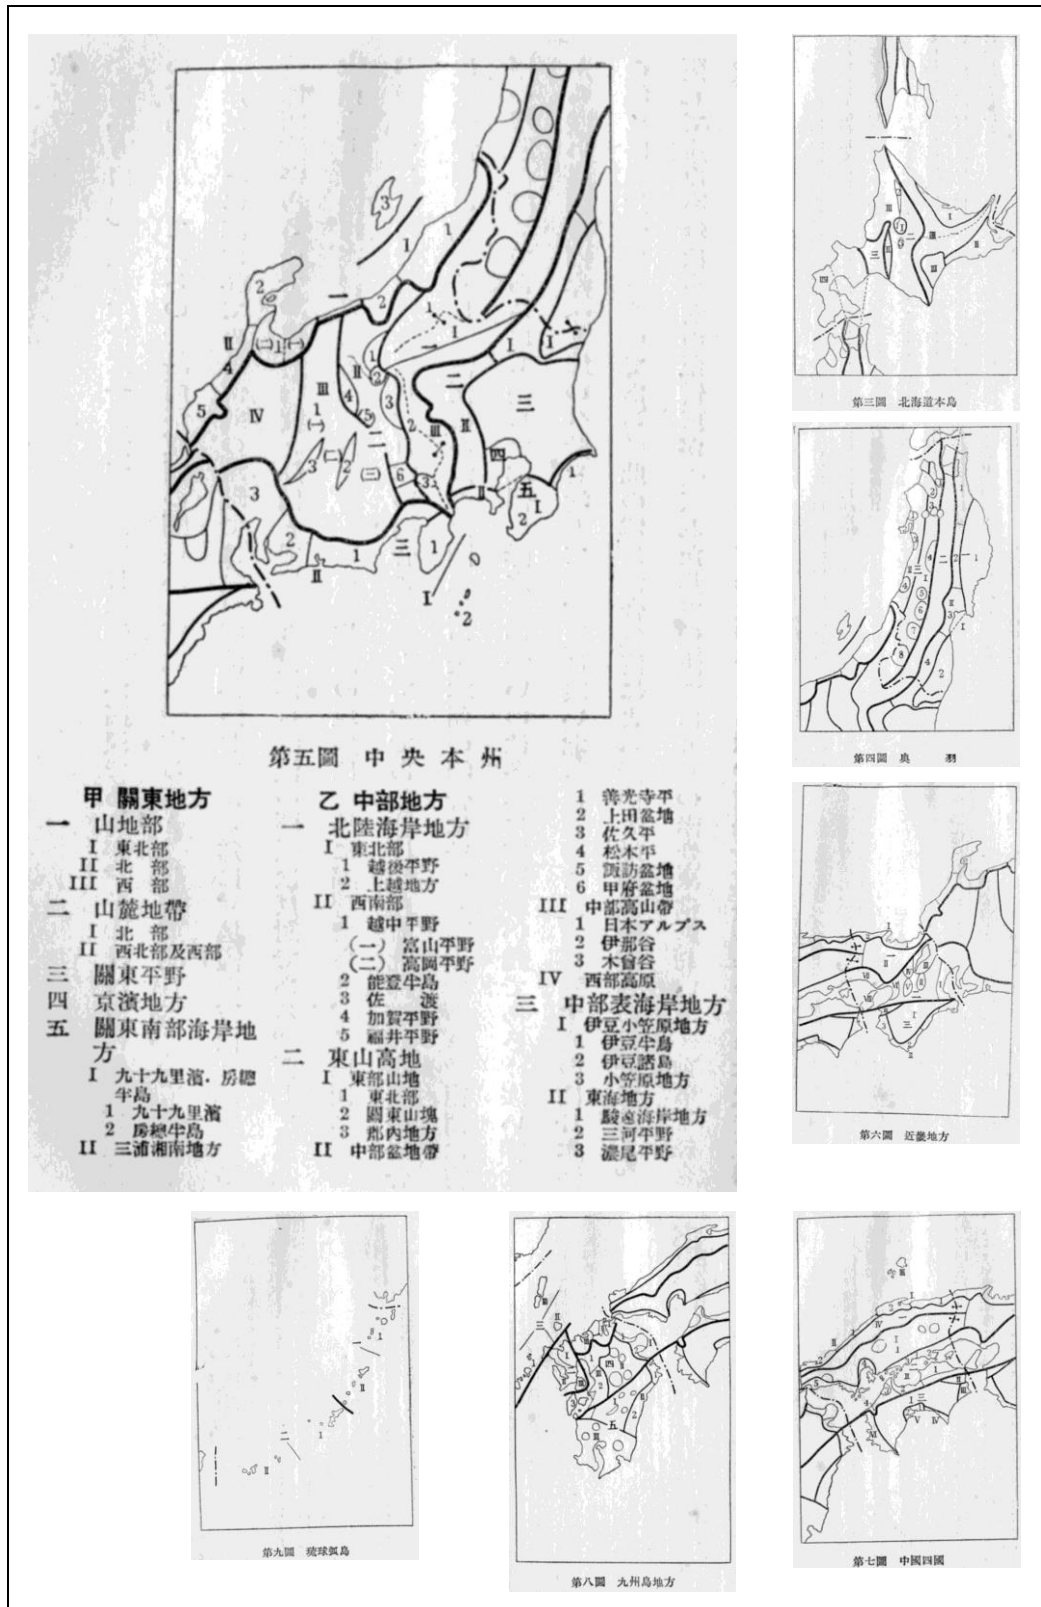 第五圖 中央本州
甲 關東地方
一 山地部
I 東北部
II 北部
III 西部
二 山麓地帶
I 北部
II 西北部及西部
三 關東平野
四 京濱地方
五 關東南部海岸地
方
I 九十九里濱．房總
半島
1 九十九里濱
2 房總半島
II 三浦湘南地方
乙 中部地方
一 北陸海岸地方
I 東北部
1 越後平野
2 上越地方
II 西南部
1 越中平野
(一) 富山平野
(二) 高岡平野
2 能登半島
3 佐渡
4 加賀平野
5 福井平野
二 東山高地
I 東部山地
1 東北部
2 關東山塊
3 郡內地方
II 中部盆地帶
1 善光寺平
2 上田盆地
3 佐久平
4 松本平
5 諏訪盆地
6 甲府盆地
III 中部高山帶
1 日本アルプス
2 伊那谷
3 木曾谷
IV 西部高原
三 中部表海岸地方
I 伊豆小笠原地方
1 伊豆半島
2 伊豆諸島
3 小笠原地方
II 東海地方
1 駿遠海岸地方
2 三河平野
3 濃尾平野
第三圖 北海道本島
第四圖 奥羽
第六圖 近畿地方
第九圖 琉球弧島
第八圖 九州島地方
第七圖 中國四國